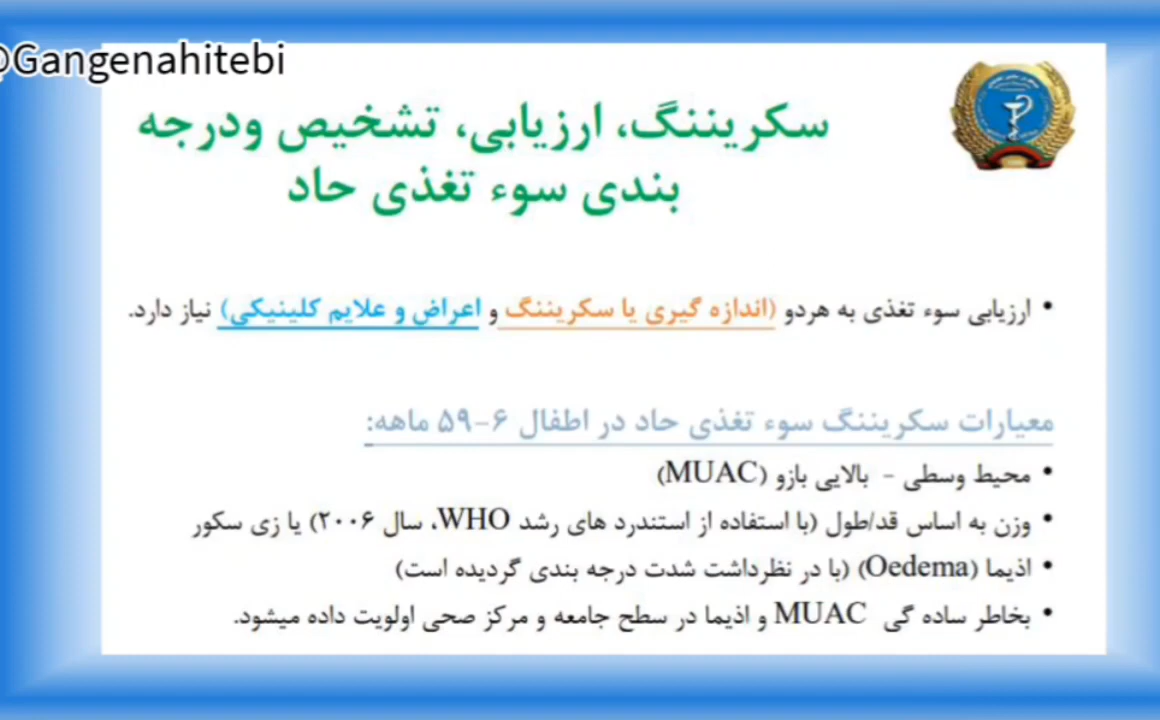 @Gangenahitebi
سکریننگ، ارزیابی، تشخیص ودرجه
بندی سوء تغذی حاد
• ارزیابی سوء تغذی به هردو (اندازه گیری یا سکریننگ و اعراض و علایم کلینیکی) نیاز دارد.
معیارات سکریننگ سوء تغذی حاد در اطفال ۶-۵۹ ماهه:
• محیط وسطی - بالایی بازو (MUAC)
• وزن به اساس قد/طول (با استفاده از استندرد های رشد WHO، سال ۲۰۰۶) یا زی سکور
• اذیما (Oedema) (با در نظرداشت شدت درجه بندی گردیده است)
• بخاطر ساده گی MUAC و اذیما در سطح جامعه و مرکز صحی اولویت داده میشود.